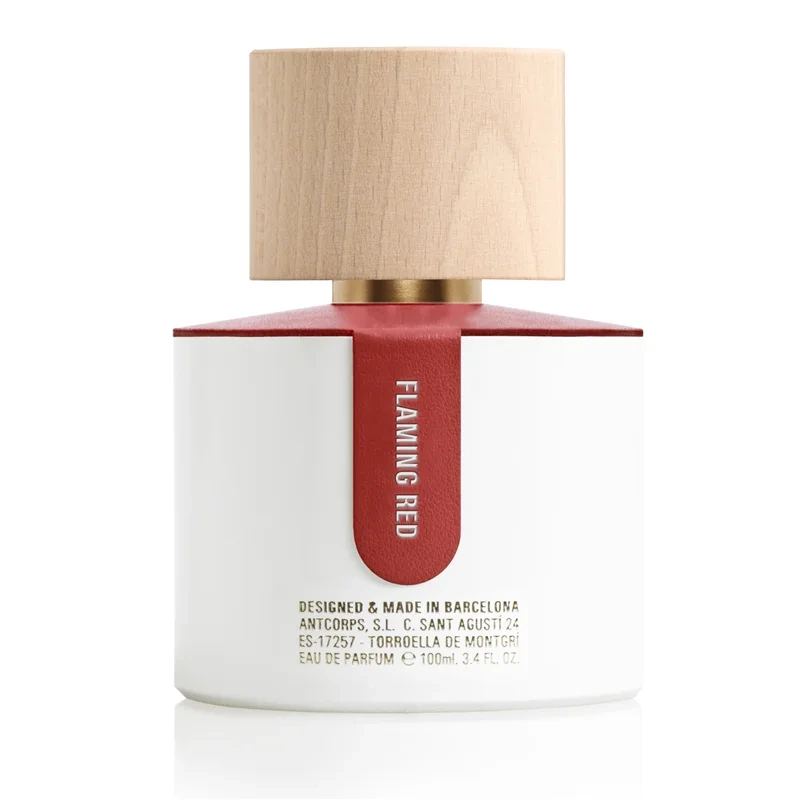 FLAMING RED
DESIGNED & MADE IN BARCELONA
ANTCORPS, S.L. C. SANT AGUSTÍ 24
ES-17257 - TORROELLA DE MONTGRÍ
EAU DE PARFUM ℮ 100ml. 3.4 FL. OZ.